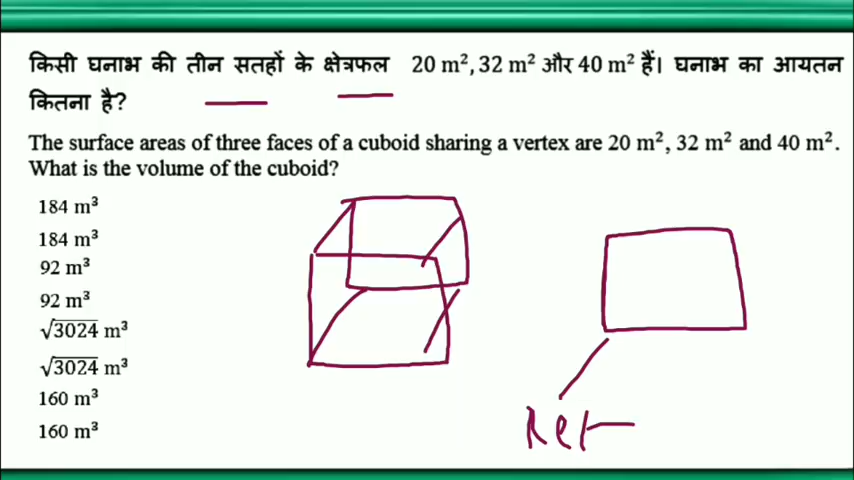 किसी घनाभ की तीन सतहों के क्षेत्रफल 20 m², 32 m² और 40 m² हैं। घनाभ का आयतन
कितना है?
The surface areas of three faces of a cuboid sharing a vertex are 20 m², 32 m² and 40 m².
What is the volume of the cuboid?
184 m³
184 m³
92 m³
92 m³
√3024 m³
√3024 m³
160 m³
160 m³